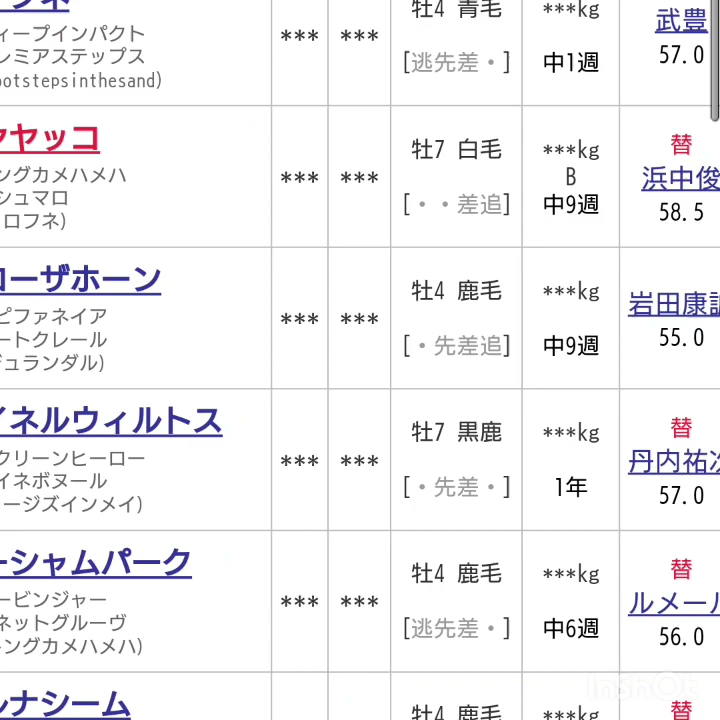 牡4 青毛 ***kg 武豊
ィープインパクト *** ***
レミアステップス [逃先差・] 中1週 57.0
ootstepsinthesand)
ヤヤッコ 牡7 白毛 ***kg 替
ングカメハメハ *** *** B 浜中俊
シュマロ [・・差追] 中9週 58.5
ロフネ)
ローザホーン 牡4 鹿毛 ***kg 岩田康誠
ピファネイア *** ***
ートクレール [・先差追] 中9週 55.0
デュランダル)
イネルウィルトス 牡7 黒鹿 ***kg 替
クリーンヒーロー *** *** 丹内祐次
イネボヌール [・先差・] 1年 57.0
ージズインメイ)
ーシャムパーク 牡4 鹿毛 ***kg 替
ービンジャー *** *** ルメール
ネットグルーヴ [逃先差・] 中6週 56.0
キングカメハメハ)
ルナシーム 牡4 鹿毛 ***kg 替
InShOt